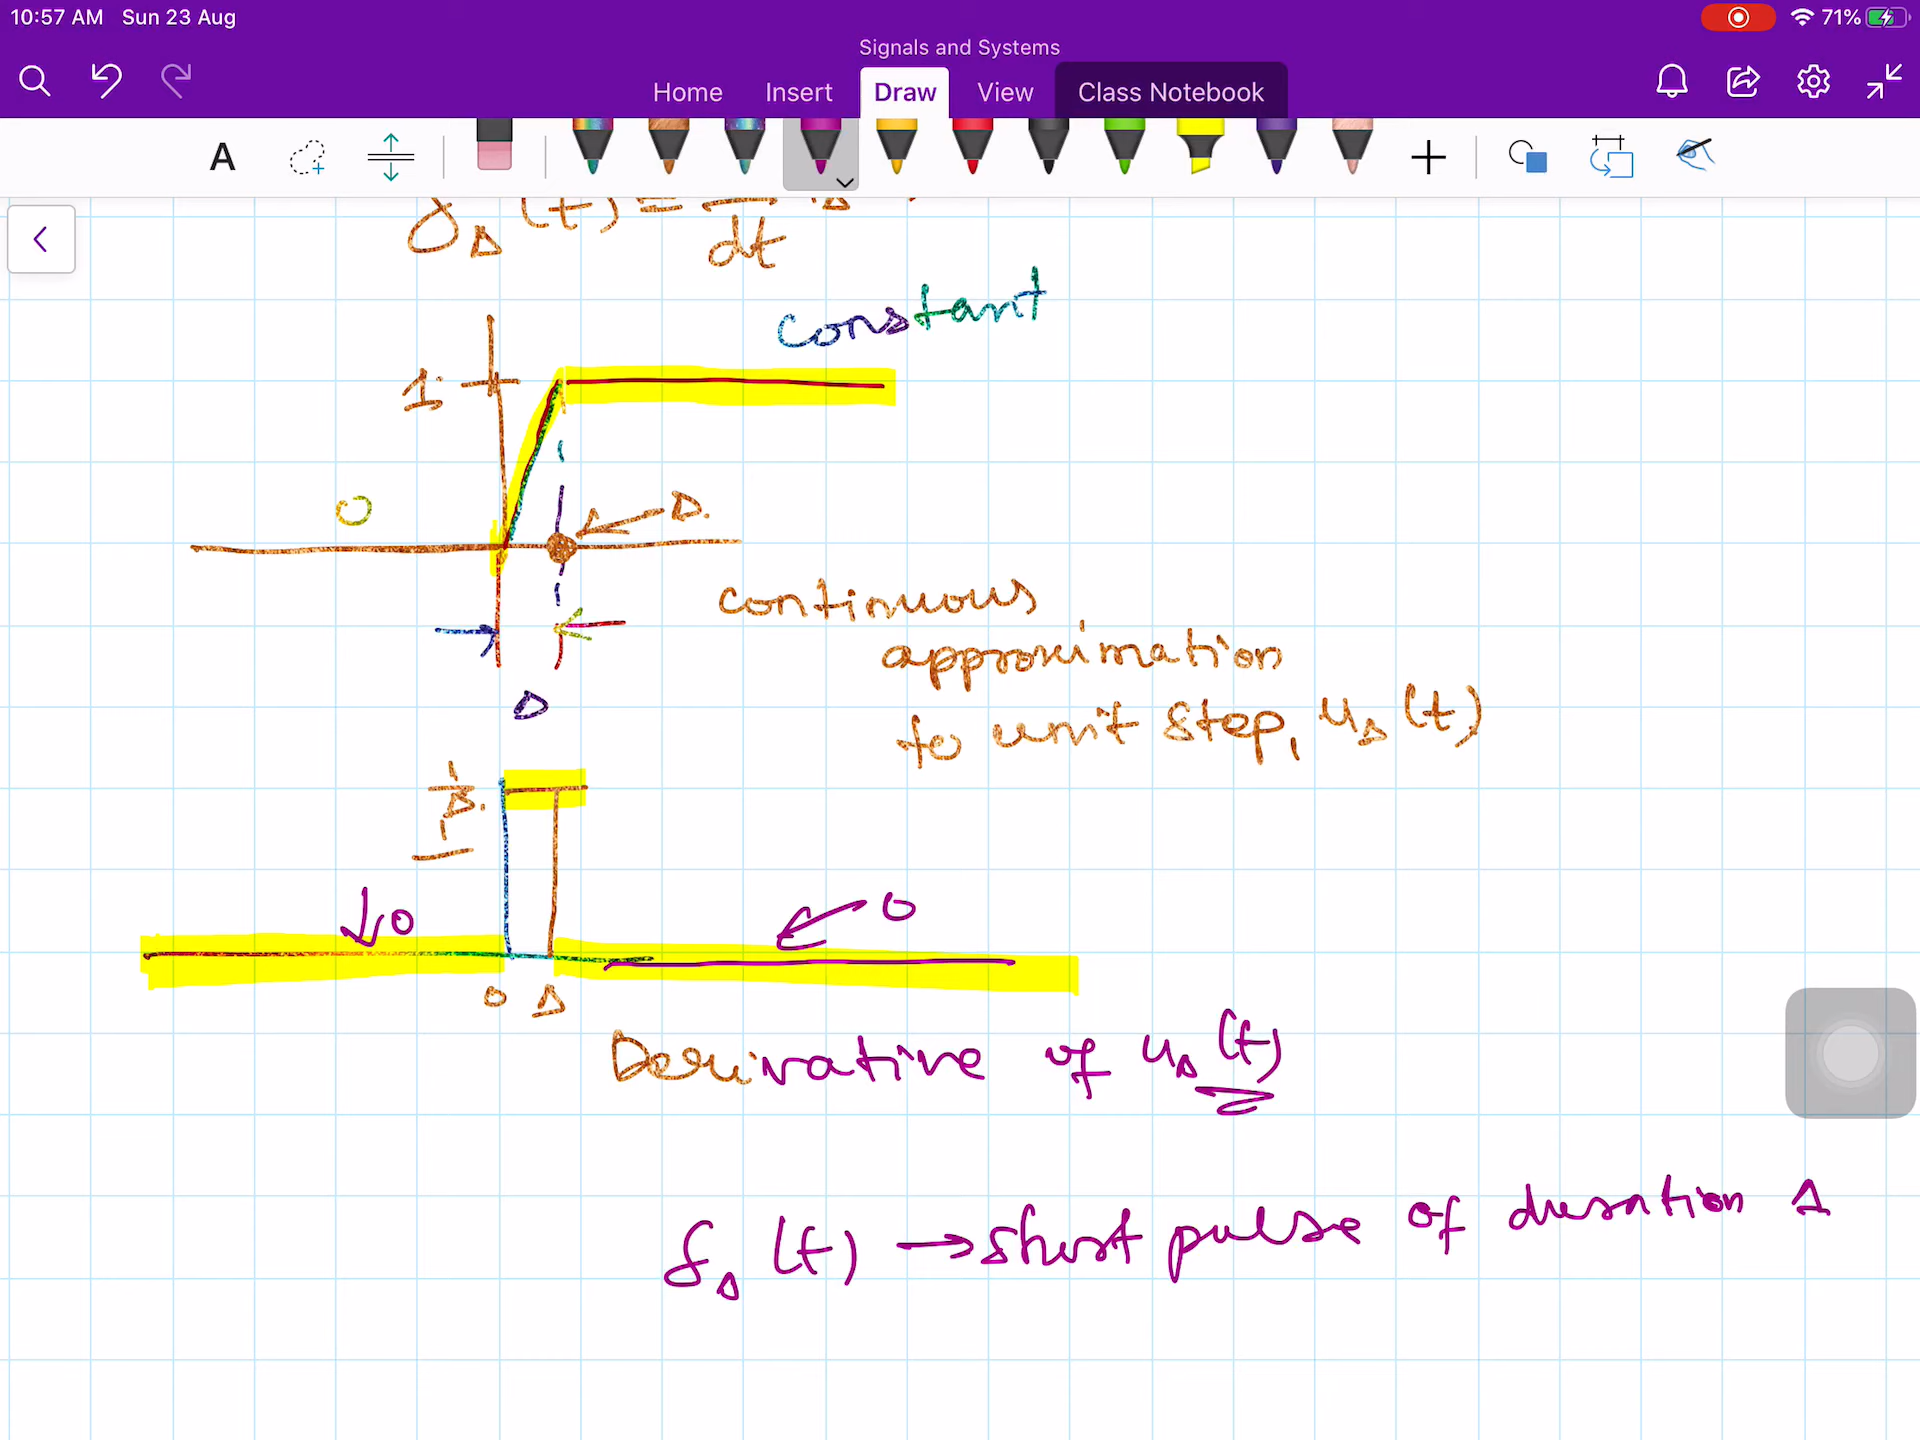 10:57 AM Sun 23 Aug
71%
Signals and Systems
Home Insert Draw View Class Notebook
A
δΔ(t) =
dt
constant
1
0
Δ.
Δ
continuous
approximation
to unit step, uΔ(t)
1/Δ.
0
0
0 Δ
Derivative of uΔ(t)
δΔ(t) → short pulse of duration Δ